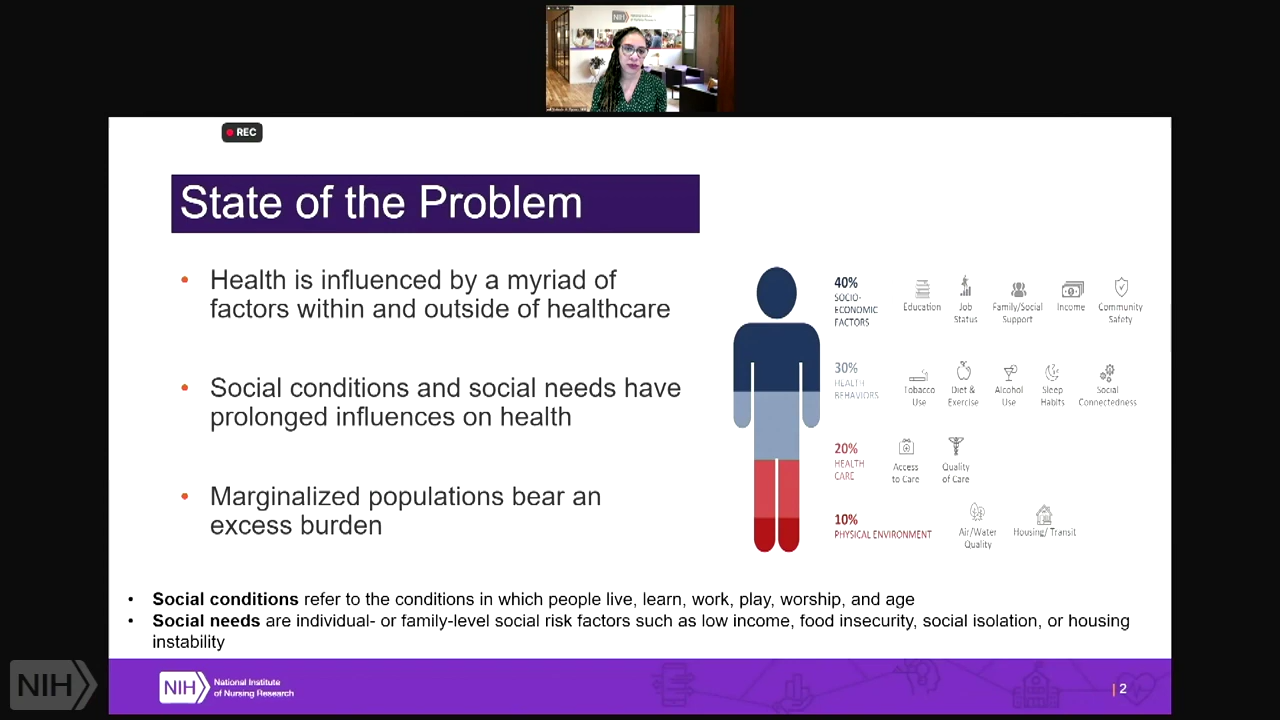 NIH
REC
State of the Problem
• Health is influenced by a myriad of
factors within and outside of healthcare
• Social conditions and social needs have
prolonged influences on health
• Marginalized populations bear an
excess burden
40%
SOCIO-
ECONOMIC
FACTORS
Education
Job
Status
Family/Social
Support
Income
Community
Safety
30%
HEALTH
BEHAVIORS
Tobacco
Use
Diet &
Exercise
Alcohol
Use
Sleep
Habits
Social
Connectedness
20%
HEALTH
CARE
Access
to Care
Quality
of Care
10%
PHYSICAL ENVIRONMENT
Air/Water
Quality
Housing/ Transit
• Social conditions refer to the conditions in which people live, learn, work, play, worship, and age
• Social needs are individual- or family-level social risk factors such as low income, food insecurity, social isolation, or housing
instability
NIH
NIH
National Institute
of Nursing Research
| 2